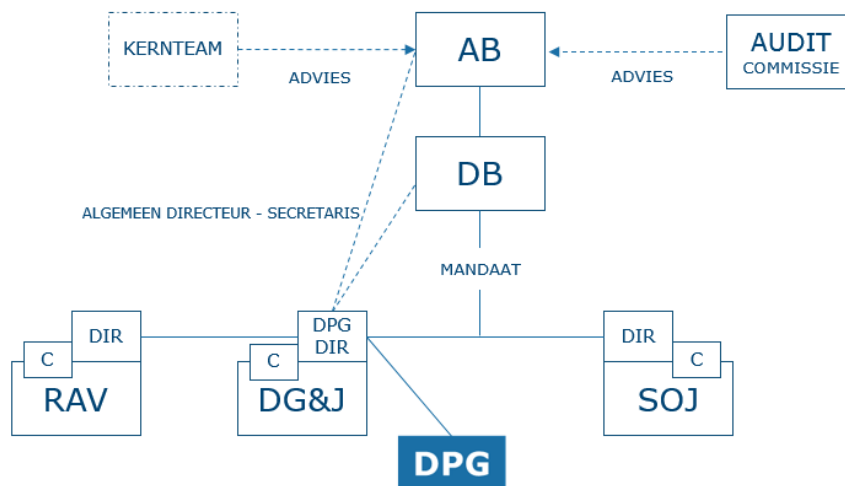 KERNTEAM
AB
AUDIT
COMMISSIE
ADVIES
ADVIES
DB
ALGEMEEN DIRECTEUR - SECRETARIS
MANDAAT
DIR
DPG
DIR
DIR
C
C
C
RAV
DG&J
SOJ
DPG